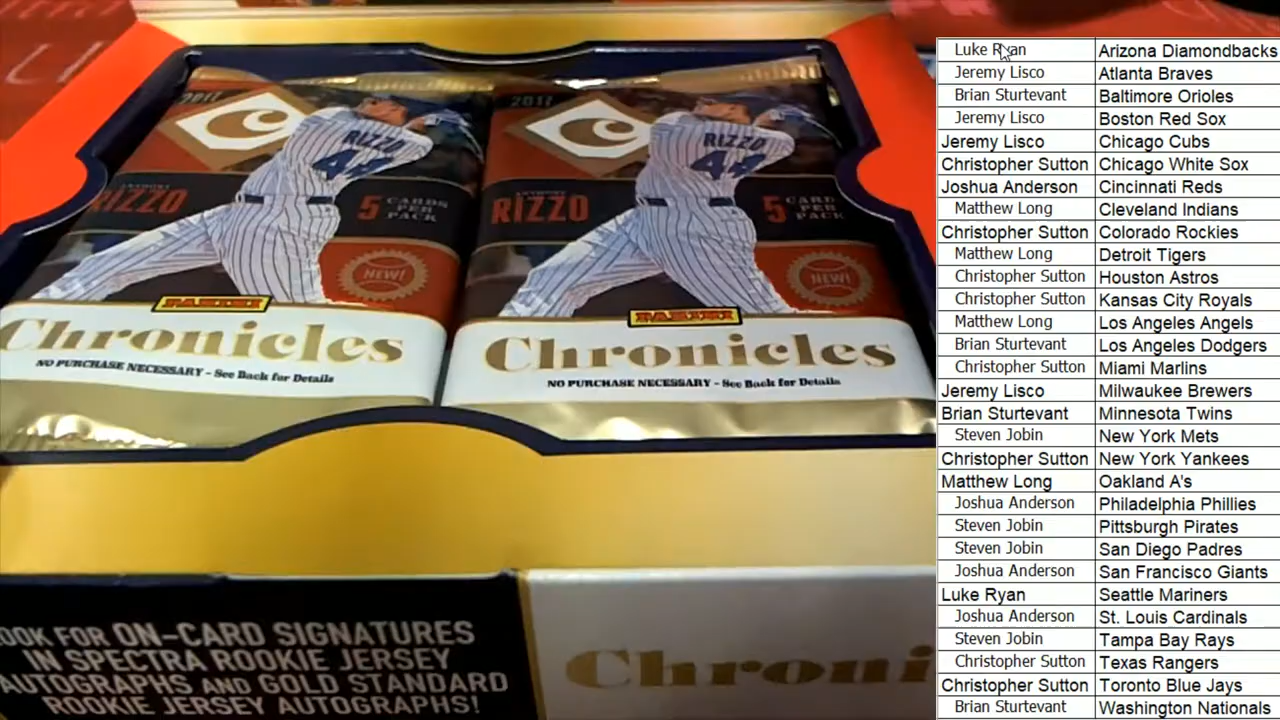 2017
RIZZO
44
ANTHONY
RIZZO
5 CARDS
PER
PACK
NEW!
PANINI
Chronicles
NO PURCHASE NECESSARY - See Back for Details
2017
RIZZO
44
ANTHONY
RIZZO
5 CARD
PER
PACK
NEW!
PANINI
Chronicles
NO PURCHASE NECESSARY - See Back for Details
OOK FOR ON-CARD SIGNATURES
IN SPECTRA ROOKIE JERSEY
AUTOGRAPHS AND GOLD STANDARD
ROOKIE JERSEY AUTOGRAPHS!
Chroni
Luke Ryan Arizona Diamondbacks
Jeremy Lisco Atlanta Braves
Brian Sturtevant Baltimore Orioles
Jeremy Lisco Boston Red Sox
Jeremy Lisco Chicago Cubs
Christopher Sutton Chicago White Sox
Joshua Anderson Cincinnati Reds
Matthew Long Cleveland Indians
Christopher Sutton Colorado Rockies
Matthew Long Detroit Tigers
Christopher Sutton Houston Astros
Christopher Sutton Kansas City Royals
Matthew Long Los Angeles Angels
Brian Sturtevant Los Angeles Dodgers
Christopher Sutton Miami Marlins
Jeremy Lisco Milwaukee Brewers
Brian Sturtevant Minnesota Twins
Steven Jobin New York Mets
Christopher Sutton New York Yankees
Matthew Long Oakland A's
Joshua Anderson Philadelphia Phillies
Steven Jobin Pittsburgh Pirates
Steven Jobin San Diego Padres
Joshua Anderson San Francisco Giants
Luke Ryan Seattle Mariners
Joshua Anderson St. Louis Cardinals
Steven Jobin Tampa Bay Rays
Christopher Sutton Texas Rangers
Christopher Sutton Toronto Blue Jays
Brian Sturtevant Washington Nationals